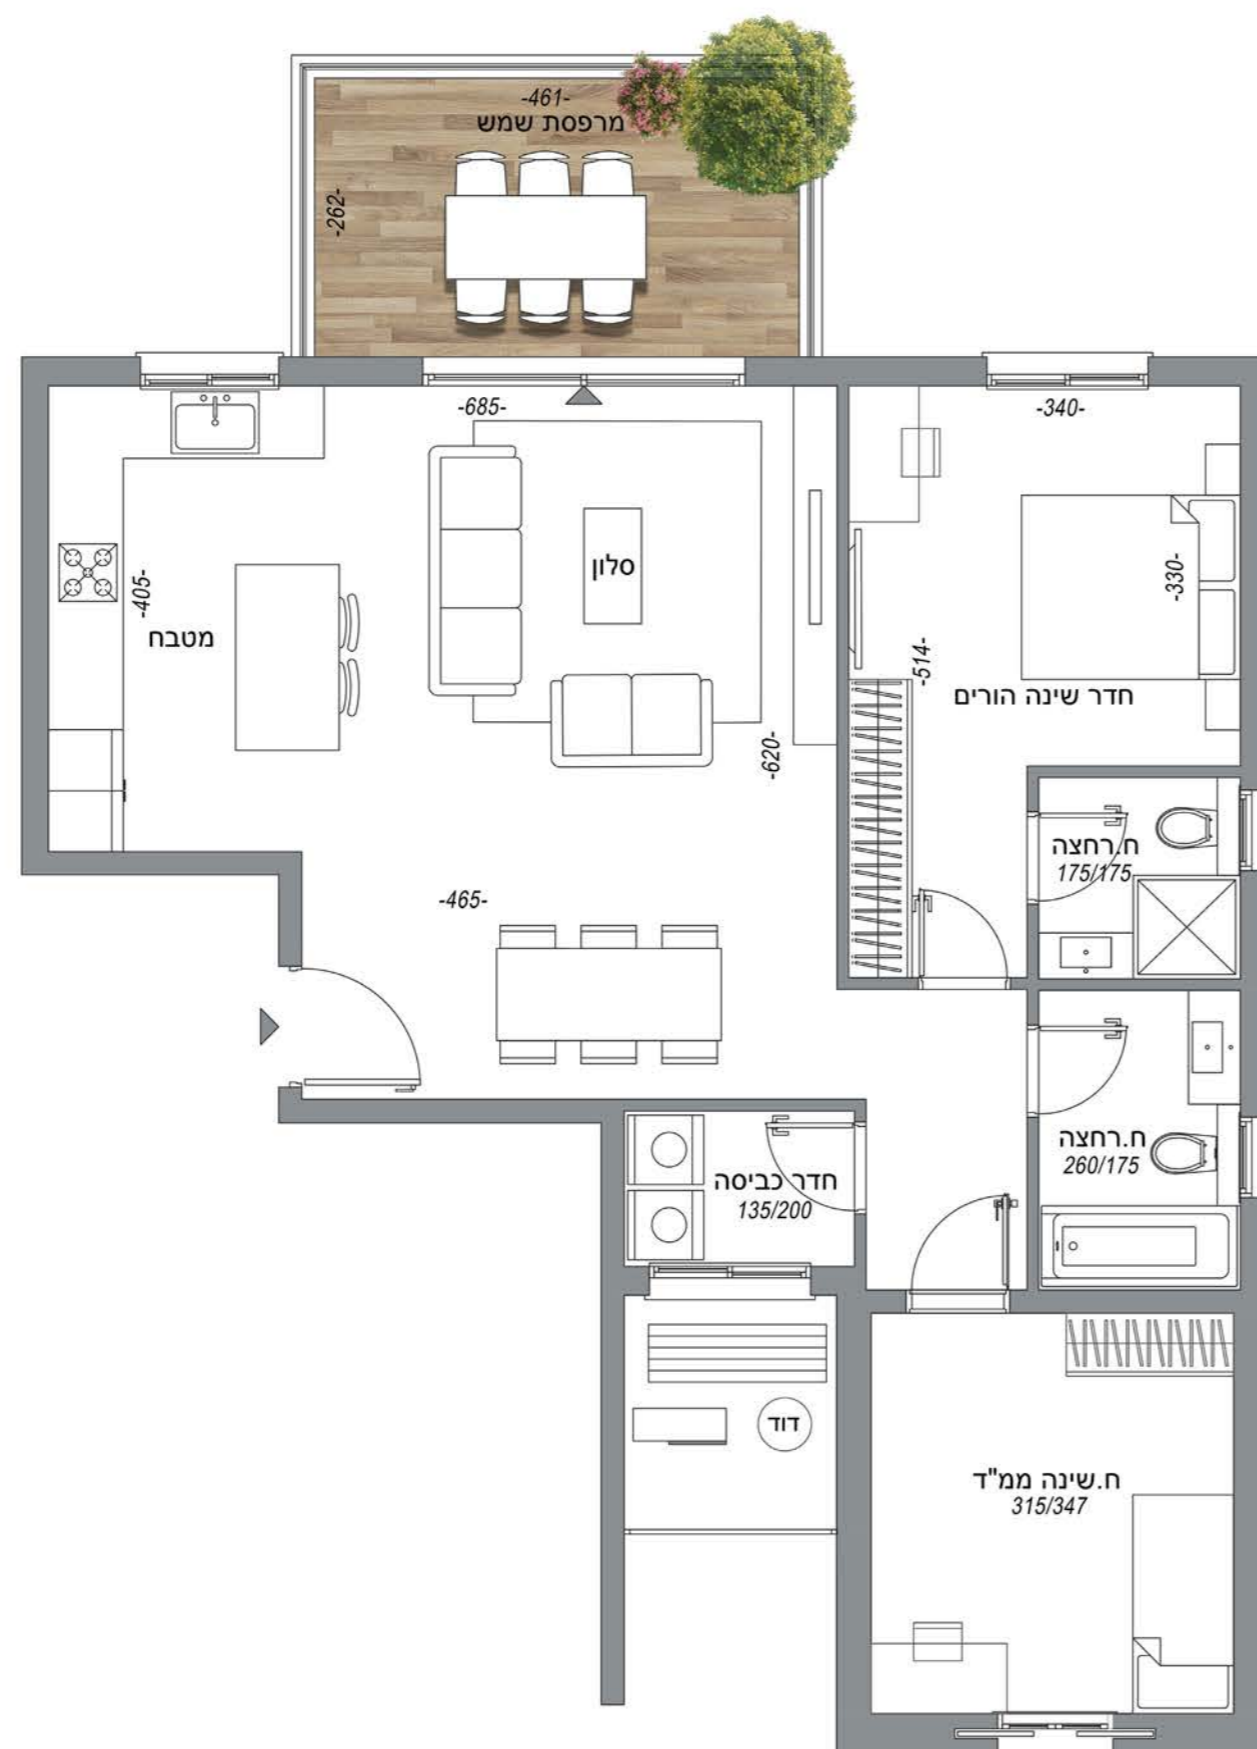 -461-
מרפסת שמש
-262-
-685-
-340-
סלון
-405-
מטבח
-330-
-514-
חדר שינה הורים
-620-
ח.רחצה
175/175
-465-
ח.רחצה
260/175
חדר כביסה
135/200
דוד
ח.שינה ממ"ד
315/347